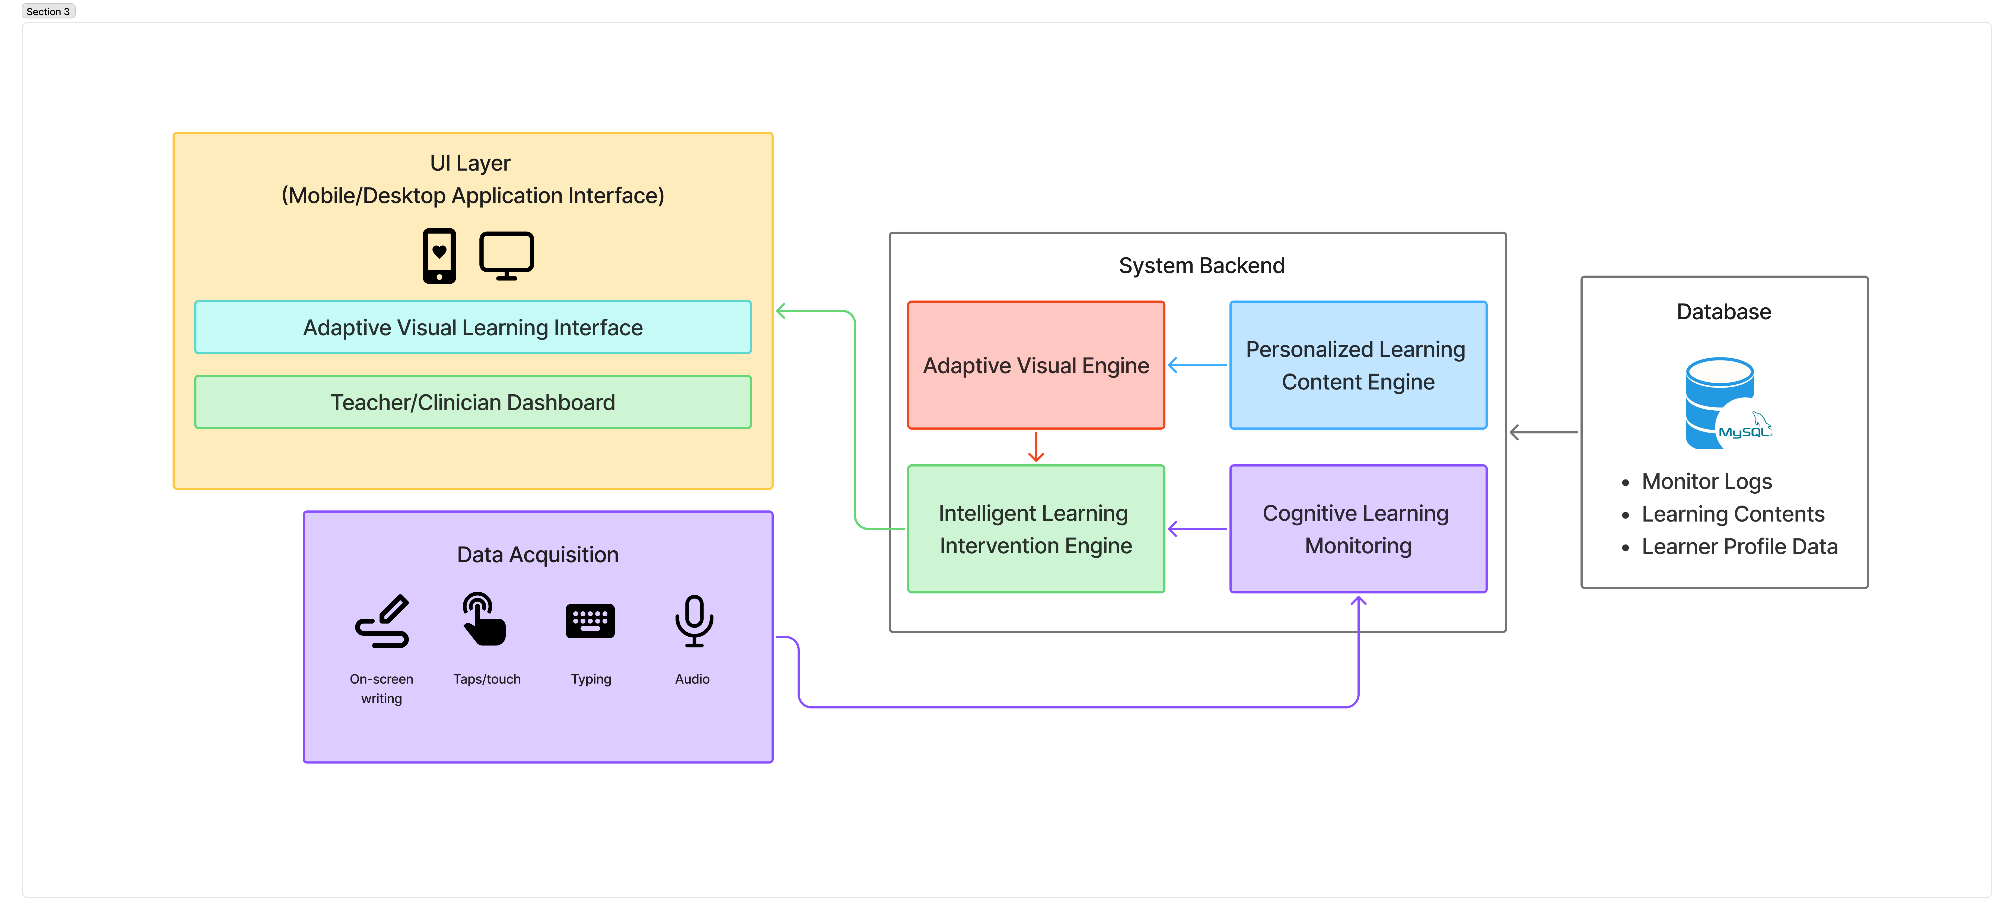 Section 3
UI Layer
(Mobile/Desktop Application Interface)
Adaptive Visual Learning Interface
Teacher/Clinician Dashboard
Data Acquisition
On-screen
writing
Taps/touch
Typing
Audio
System Backend
Adaptive Visual Engine
Personalized Learning
Content Engine
Intelligent Learning
Intervention Engine
Cognitive Learning
Monitoring
Database
MySQL
• Monitor Logs
• Learning Contents
• Learner Profile Data